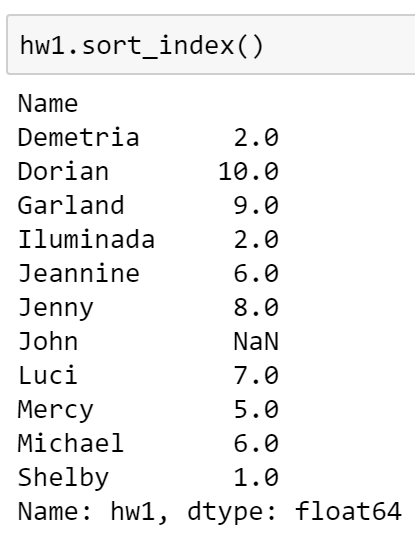 hw1.sort_index()
Name
Demetria      2.0
Dorian       10.0
Garland       9.0
Iluminada     2.0
Jeannine      6.0
Jenny         8.0
John          NaN
Luci          7.0
Mercy         5.0
Michael       6.0
Shelby        1.0
Name: hw1, dtype: float64